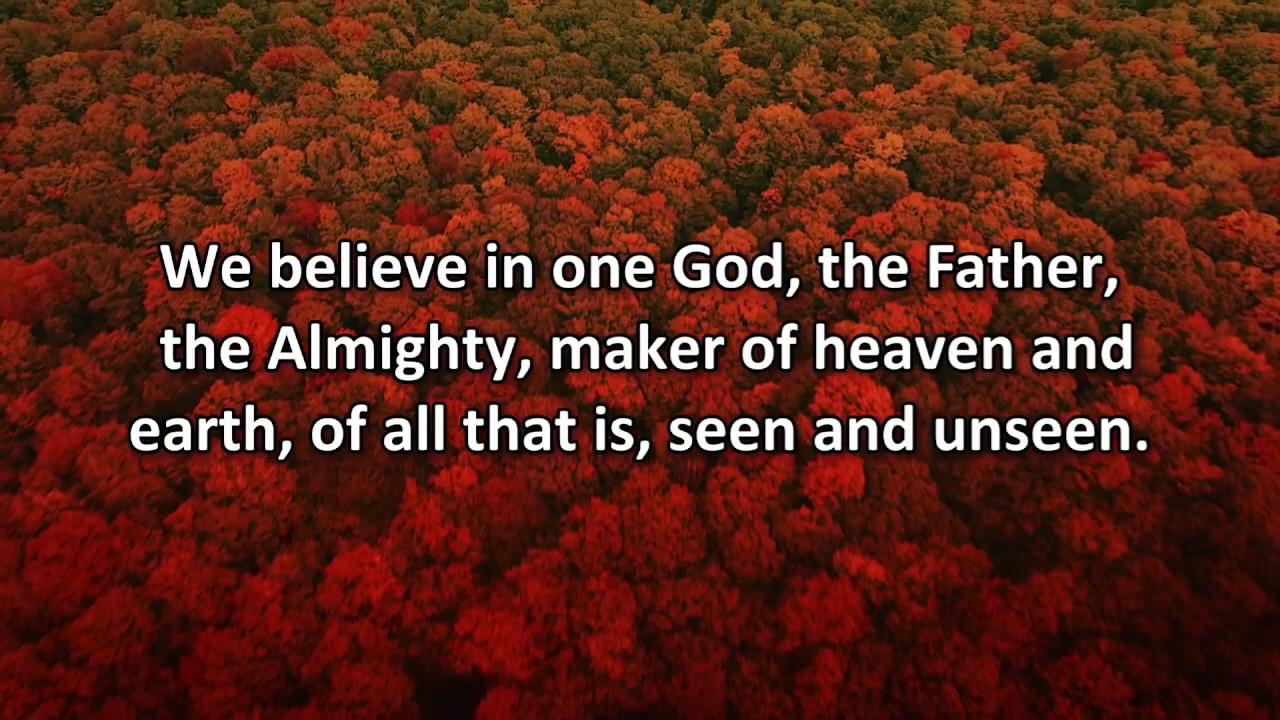 We believe in one God, the Father,
the Almighty, maker of heaven and
earth, of all that is, seen and unseen.